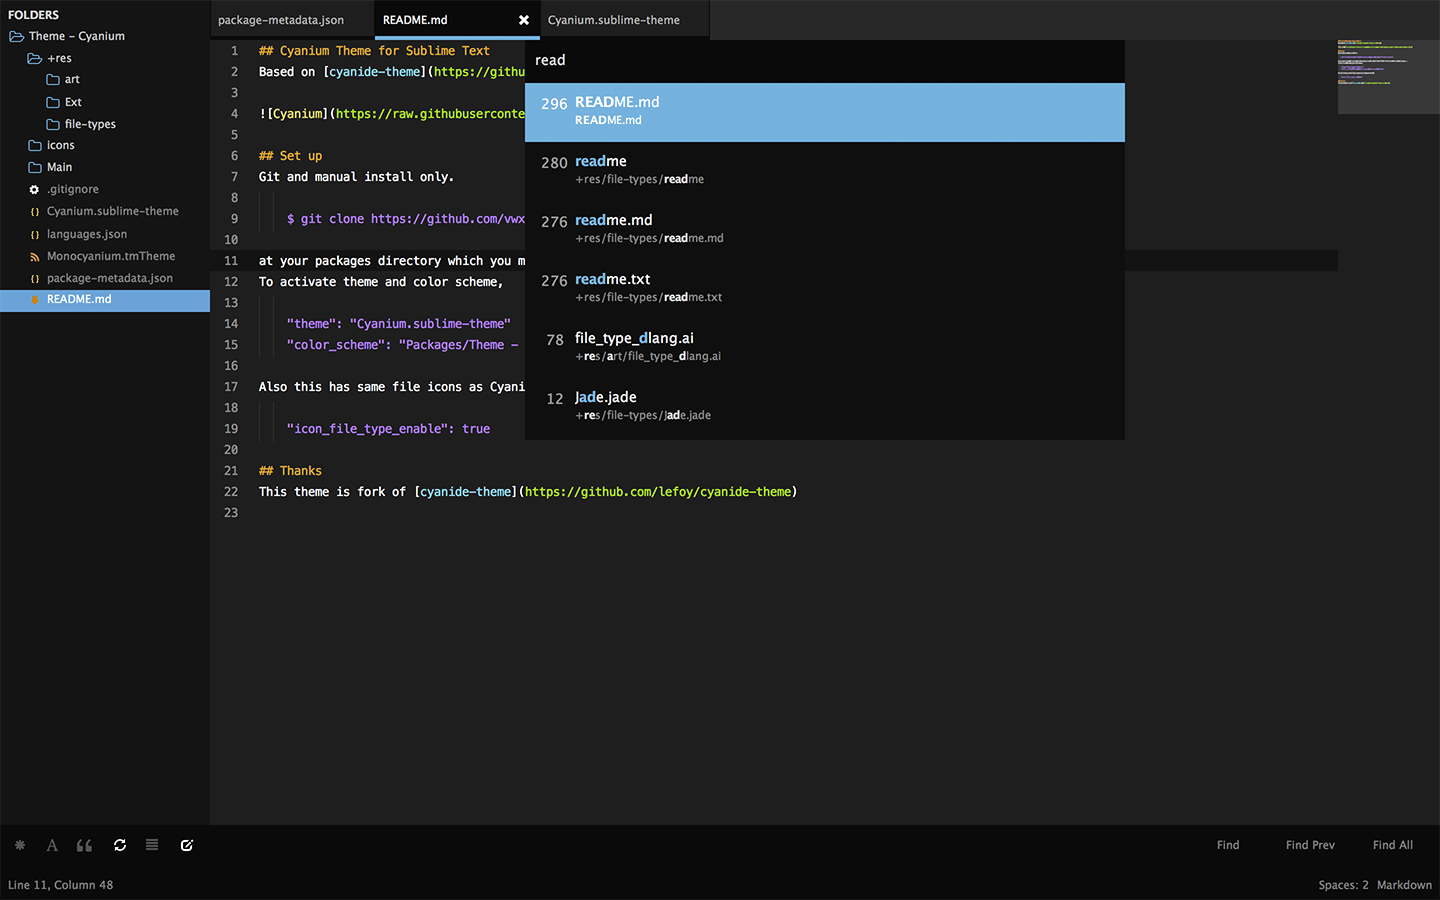 FOLDERS
Theme - Cyanium
+res
art
Ext
file-types
icons
Main
.gitignore
Cyanium.sublime-theme
languages.json
Monocyanium.tmTheme
package-metadata.json
README.md
package-metadata.json
README.md
Cyanium.sublime-theme
1 ## Cyanium Theme for Sublime Text
2 Based on [cyanide-theme](https://githu
3
4 ![Cyanium](https://raw.githubuserconte
5
6 ## Set up
7 Git and manual install only.
8
9 $ git clone https://github.com/vwx
10
11 at your packages directory which you m
12 To activate theme and color scheme,
13
14 "theme": "Cyanium.sublime-theme"
15 "color_scheme": "Packages/Theme -
16
17 Also this has same file icons as Cyani
18
19 "icon_file_type_enable": true
20
21 ## Thanks
22 This theme is fork of [cyanide-theme](https://github.com/lefoy/cyanide-theme)
23
read
296 README.md
README.md
280 readme
+res/file-types/readme
276 readme.md
+res/file-types/readme.md
276 readme.txt
+res/file-types/readme.txt
78 file_type_dlang.ai
+res/art/file_type_dlang.ai
12 Jade.jade
+res/file-types/Jade.jade
Find Find Prev Find All
Line 11, Column 48
Spaces: 2 Markdown